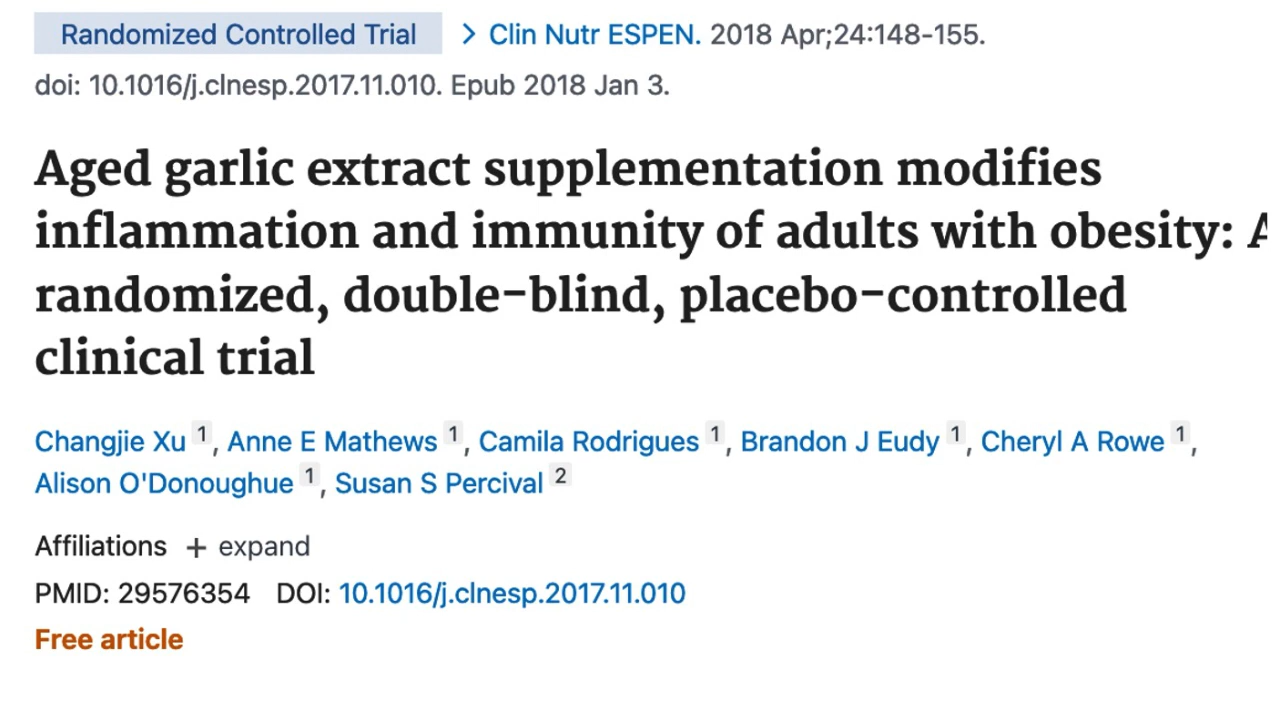 Randomized Controlled Trial > Clin Nutr ESPEN. 2018 Apr;24:148-155.
doi: 10.1016/j.clnesp.2017.11.010. Epub 2018 Jan 3.
Aged garlic extract supplementation modifies
inflammation and immunity of adults with obesity: A
randomized, double-blind, placebo-controlled
clinical trial
Changjie Xu 1, Anne E Mathews 1, Camila Rodrigues 1, Brandon J Eudy 1, Cheryl A Rowe 1,
Alison O'Donoughue 1, Susan S Percival 2
Affiliations + expand
PMID: 29576354 DOI: 10.1016/j.clnesp.2017.11.010
Free article